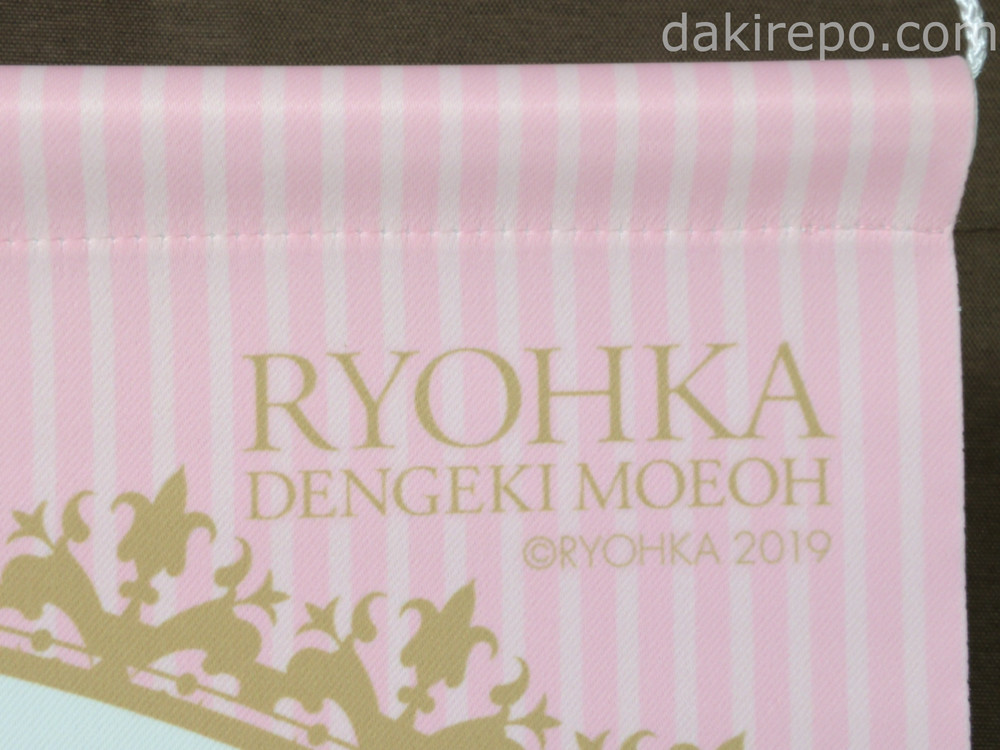 dakirepo.com
RYOHKA
DENGEKI MOEOH
©RYOHKA 2019